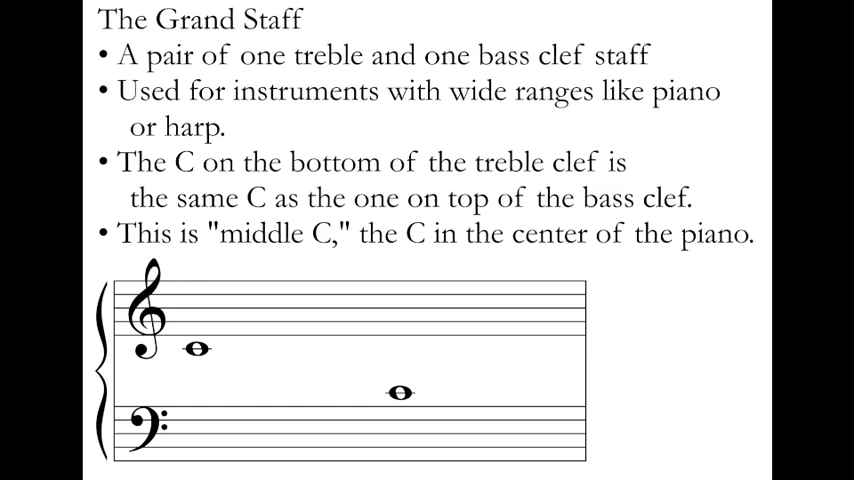 The Grand Staff
• A pair of one treble and one bass clef staff
• Used for instruments with wide ranges like piano
or harp.
• The C on the bottom of the treble clef is
the same C as the one on top of the bass clef.
• This is "middle C," the C in the center of the piano.